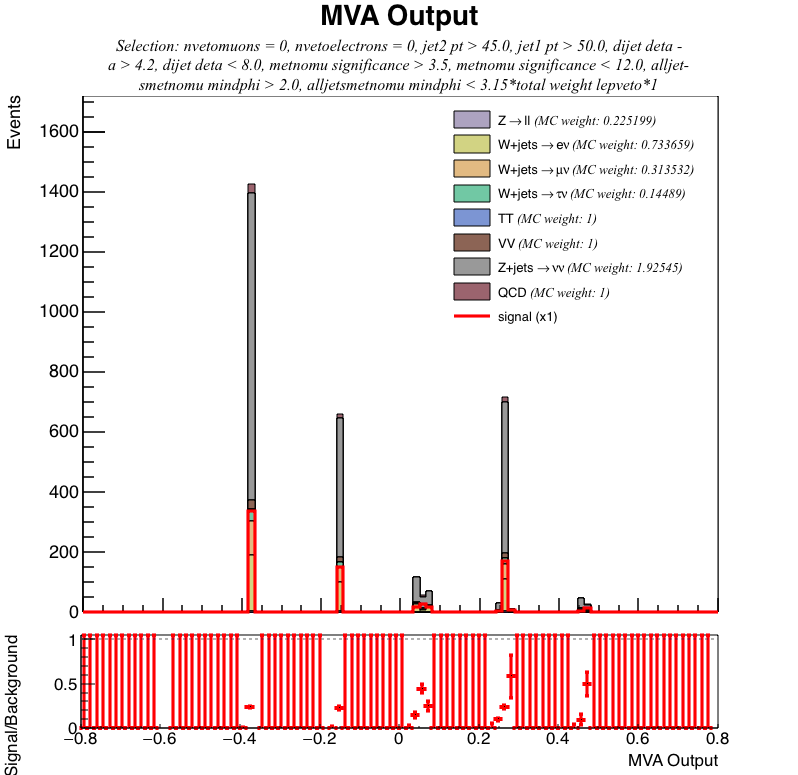 MVA Output
Selection: nvetomuons = 0, nvetoelectrons = 0, jet2 pt > 45.0, jet1 pt > 50.0, dijet deta -
a > 4.2, dijet deta < 8.0, metnomu significance > 3.5, metnomu significance < 12.0, alljet-
smetnomu mindphi > 2.0, alljetsmetnomu mindphi < 3.15*total weight lepveto*1
Events
1600
1400
1200
1000
800
600
400
200
0
Z→ll (MC weight: 0.225199)
W+jets →eν (MC weight: 0.733659)
W+jets →μν (MC weight: 0.313532)
W+jets →τν (MC weight: 0.14489)
TT (MC weight: 1)
VV (MC weight: 1)
Z+jets →νν (MC weight: 1.92545)
QCD (MC weight: 1)
signal (x1)
Signal/Background
1
0.5
0
−0.8 −0.6 −0.4 −0.2 0 0.2 0.4 0.6 0.8
MVA Output